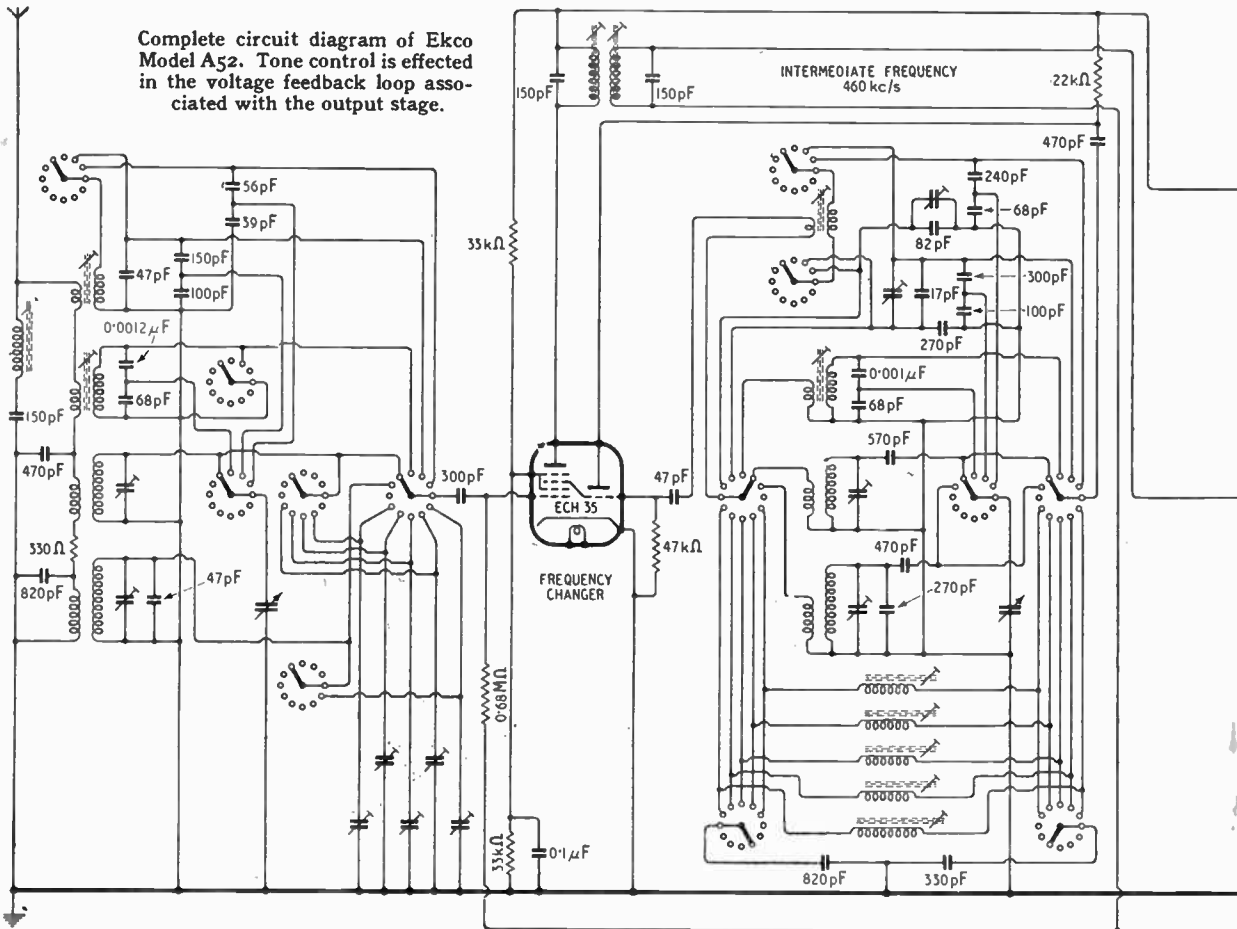 Complete circuit diagram of Ekco
Model A52. Tone control is effected
in the voltage feedback loop asso-
ciated with the output stage.
INTERMEDIATE FREQUENCY
460 kc/s
150pF
150pF
22kΩ
470pF
56pF
39pF
240pF
68pF
82pF
33kΩ
47pF
150pF
100pF
300pF
17pF
100pF
270pF
0·0012μF
68pF
0·001μF
68pF
150pF
470pF
300pF
47pF
570pF
ECH 35
330Ω
47kΩ
470pF
820pF
47pF
FREQUENCY
CHANGER
270pF
0·68MΩ
33kΩ
0·1μF
820pF
330pF